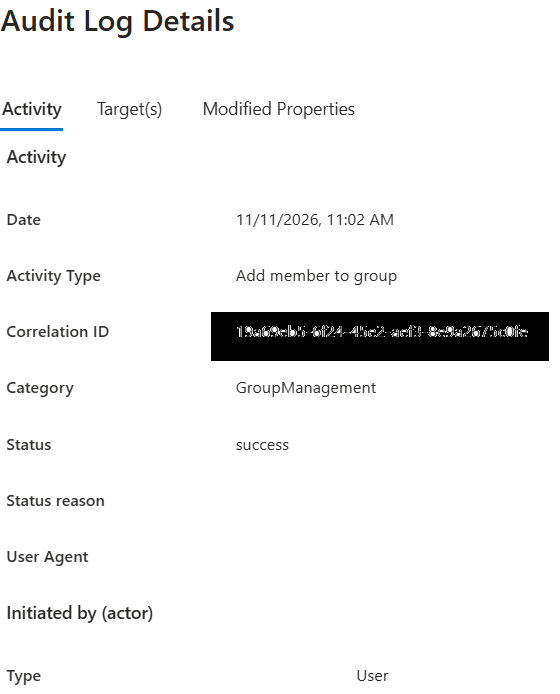 Audit Log Details
Activity Target(s) Modified Properties
Activity
Date 11/11/2026, 11:02 AM
Activity Type Add member to group
Correlation ID
Category GroupManagement
Status success
Status reason
User Agent
Initiated by (actor)
Type User